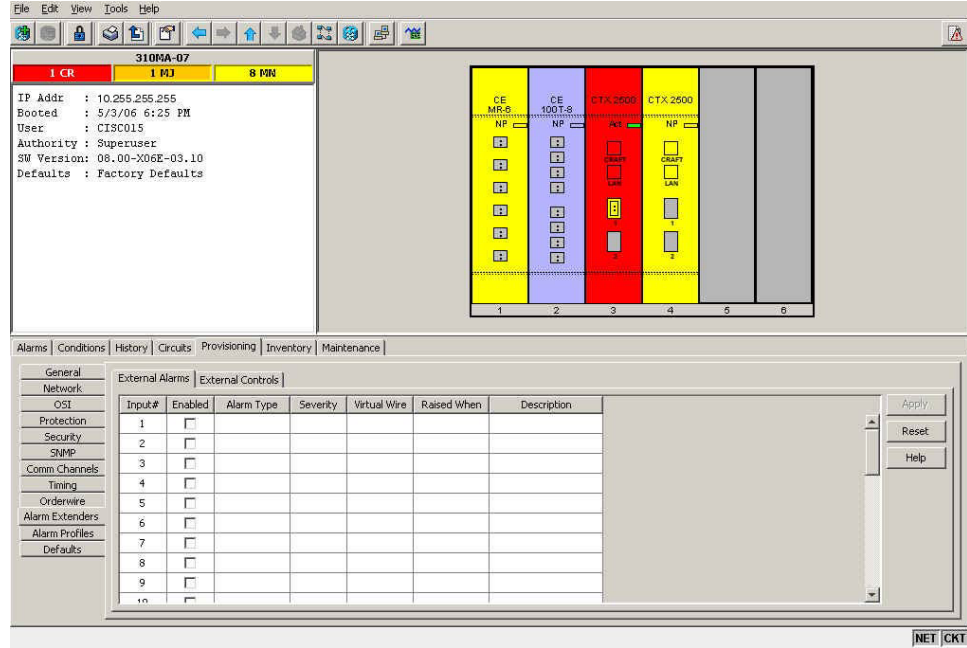 File Edit View Tools Help
310MA-07
1 CR 1 MJ 8 MN
IP Addr : 10.255.255.255
Booted : 5/3/06 6:25 PM
User : CISCO15
Authority : Superuser
SW Version: 08.00-X06E-03.10
Defaults : Factory Defaults
CE MR-6
NP
1
CE 100T-8
NP
2
CTX 2500
Act
CRAFT
LAN
1
2
3
CTX 2500
NP
CRAFT
LAN
1
2
4
5
6
Alarms Conditions History Circuits Provisioning Inventory Maintenance
General
Network
OSI
Protection
Security
SNMP
Comm Channels
Timing
Orderwire
Alarm Extenders
Alarm Profiles
Defaults
External Alarms External Controls
Input# Enabled Alarm Type Severity Virtual Wire Raised When Description
1
2
3
4
5
6
7
8
9
10
Apply
Reset
Help
NET CKT